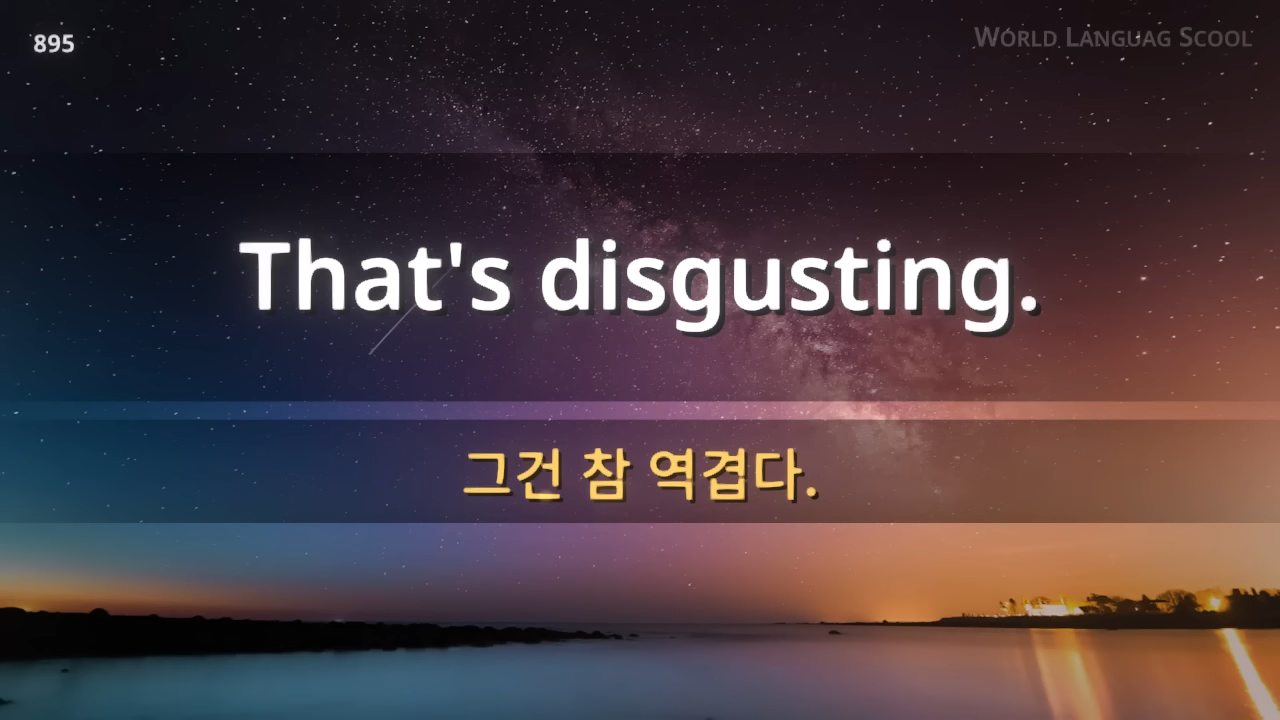 895
WORLD LANGUAG SCOOL
That's disgusting.
그건 참 역겹다.